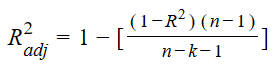 R²adj = 1 − [(1−R²)(n−1) / n−k−1]